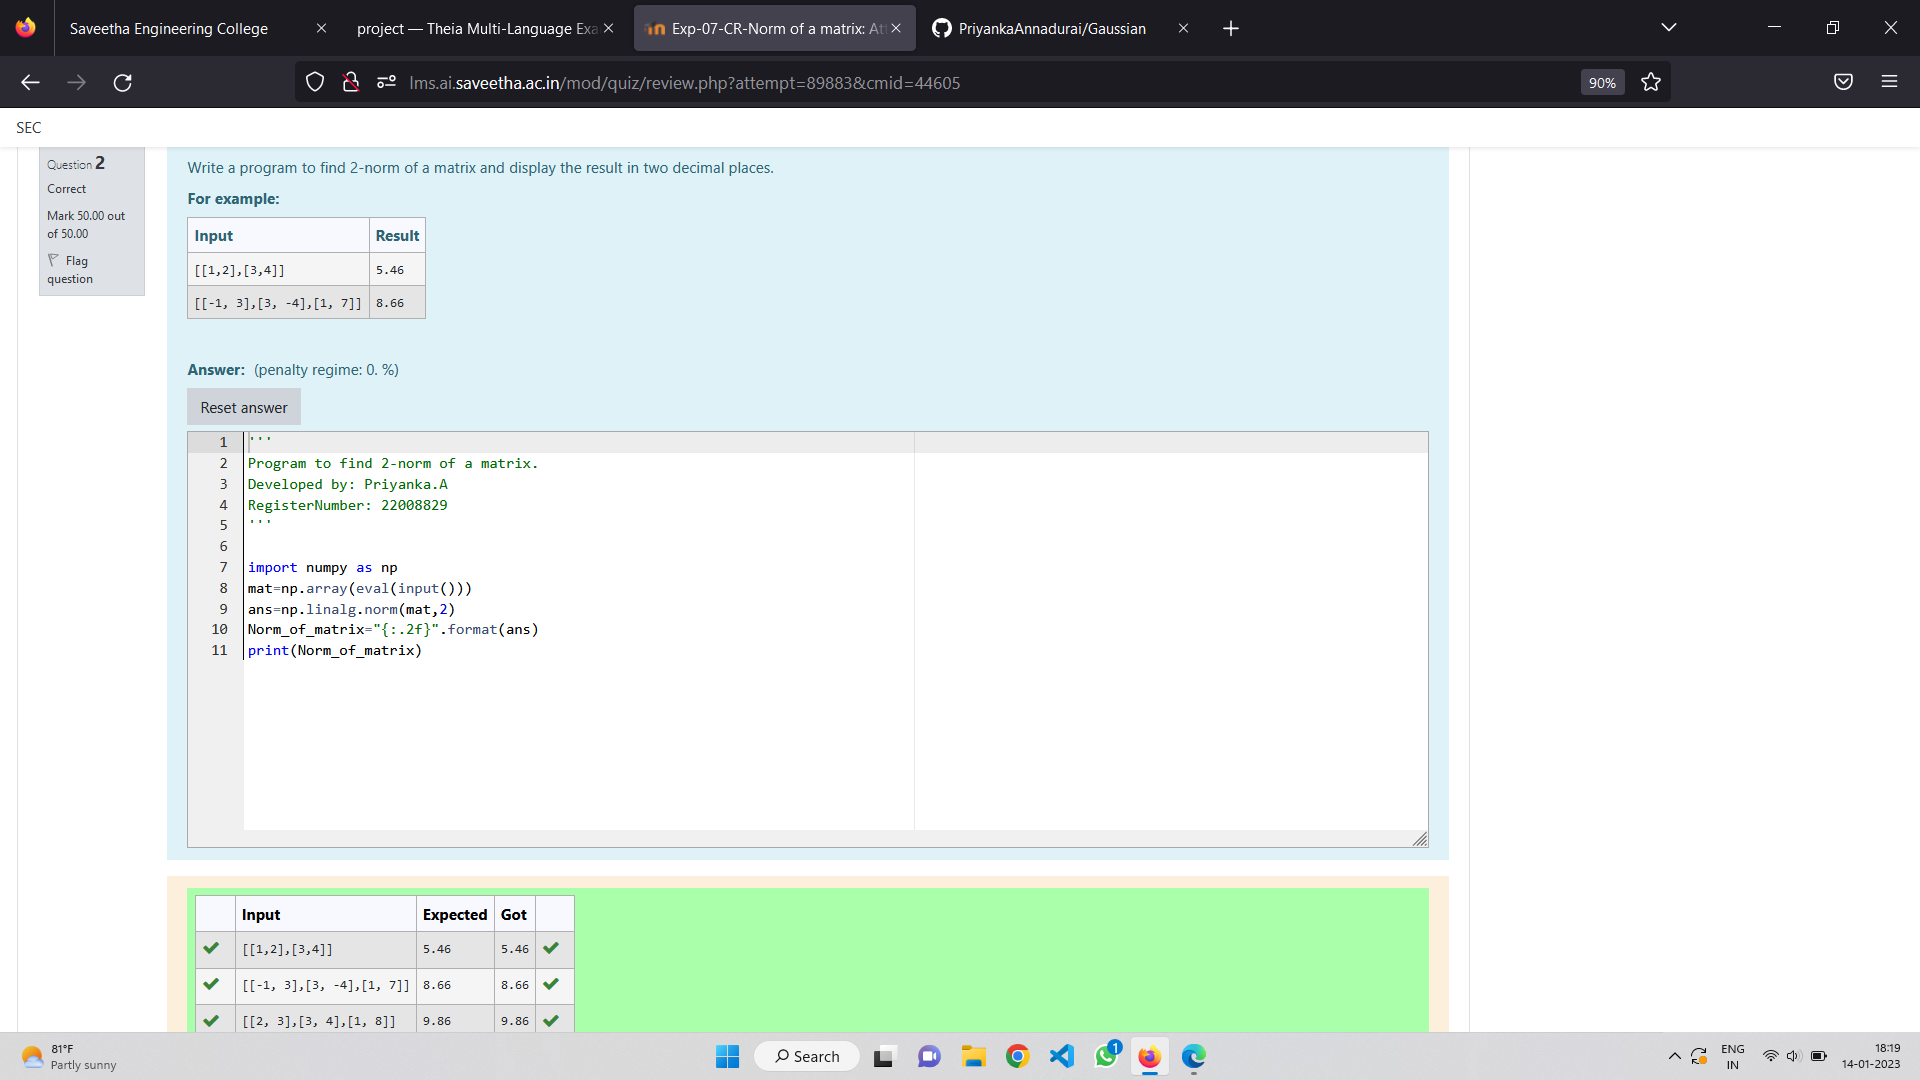 Saveetha Engineering College
project — Theia Multi-Language Exa
Exp-07-CR-Norm of a matrix: At
PriyankaAnnadurai/Gaussian
lms.ai.saveetha.ac.in/mod/quiz/review.php?attempt=89883&cmid=44605
90%
SEC
Question 2
Correct
Mark 50.00 out
of 50.00
Flag
question
Write a program to find 2-norm of a matrix and display the result in two decimal places.
For example:
Input Result
[[1,2],[3,4]] 5.46
[[-1, 3],[3, -4],[1, 7]] 8.66
Answer: (penalty regime: 0. %)
Reset answer
1 '''
2 Program to find 2-norm of a matrix.
3 Developed by: Priyanka.A
4 RegisterNumber: 22008829
5 '''
6
7 import numpy as np
8 mat=np.array(eval(input()))
9 ans=np.linalg.norm(mat,2)
10 Norm_of_matrix="{:.2f}".format(ans)
11 print(Norm_of_matrix)
Input Expected Got
[[1,2],[3,4]] 5.46 5.46
[[-1, 3],[3, -4],[1, 7]] 8.66 8.66
[[2, 3],[3, 4],[1, 8]] 9.86 9.86
81°F
Partly sunny
Search
1
ENG
IN
18:19
14-01-2023